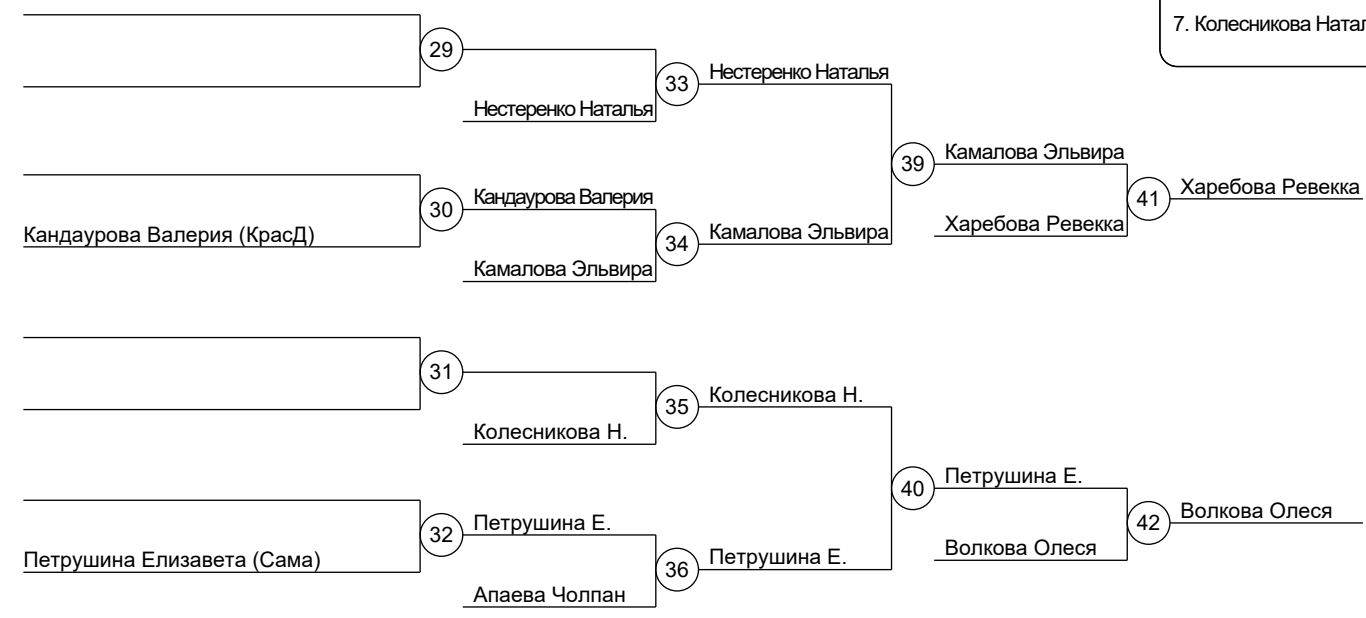 7. Колесникова Натал
29
33
Нестеренко Наталья
Нестеренко Наталья
39
Камалова Эльвира
41
Харебова Ревекка
Кандаурова Валерия
30
Кандаурова Валерия (КрасД)
34
Камалова Эльвира
Харебова Ревекка
Камалова Эльвира
31
35
Колесникова Н.
Колесникова Н.
40
Петрушина Е.
42
Волкова Олеся
Петрушина Е.
32
Волкова Олеся
Петрушина Елизавета (Сама)
36
Петрушина Е.
Апаева Чолпан